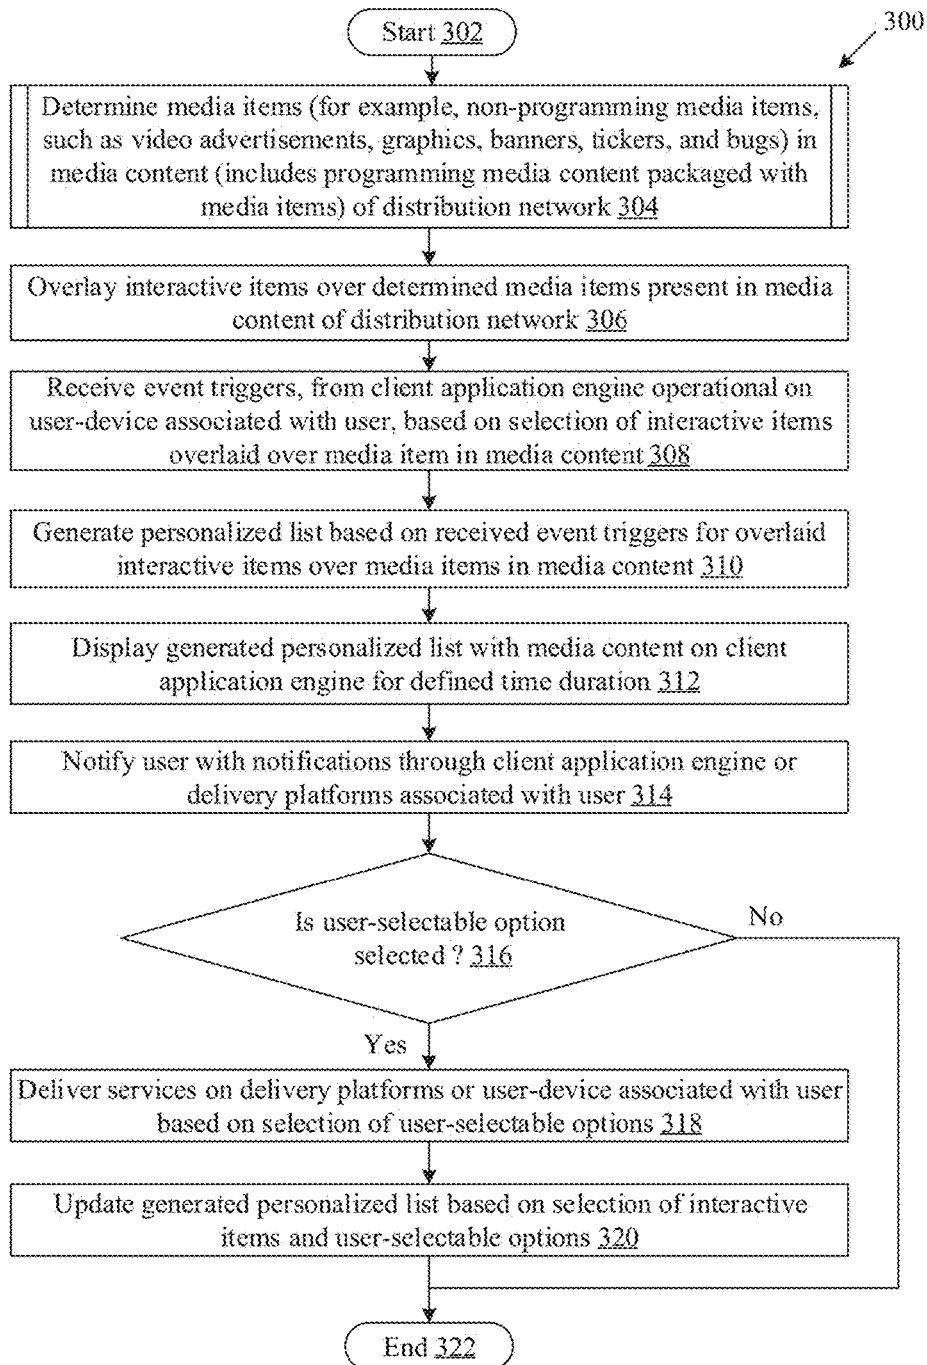 Start 302
300
Determine media items (for example, non-programming media items,
such as video advertisements, graphics, banners, tickers, and bugs) in
media content (includes programming media content packaged with
media items) of distribution network 304
Overlay interactive items over determined media items present in media
content of distribution network 306
Receive event triggers, from client application engine operational on
user-device associated with user, based on selection of interactive items
overlaid over media item in media content 308
Generate personalized list based on received event triggers for overlaid
interactive items over media items in media content 310
Display generated personalized list with media content on client
application engine for defined time duration 312
Notify user with notifications through client application engine or
delivery platforms associated with user 314
Is user-selectable option
selected ? 316
No
Yes
Deliver services on delivery platforms or user-device associated with user
based on selection of user-selectable options 318
Update generated personalized list based on selection of interactive
items and user-selectable options 320
End 322